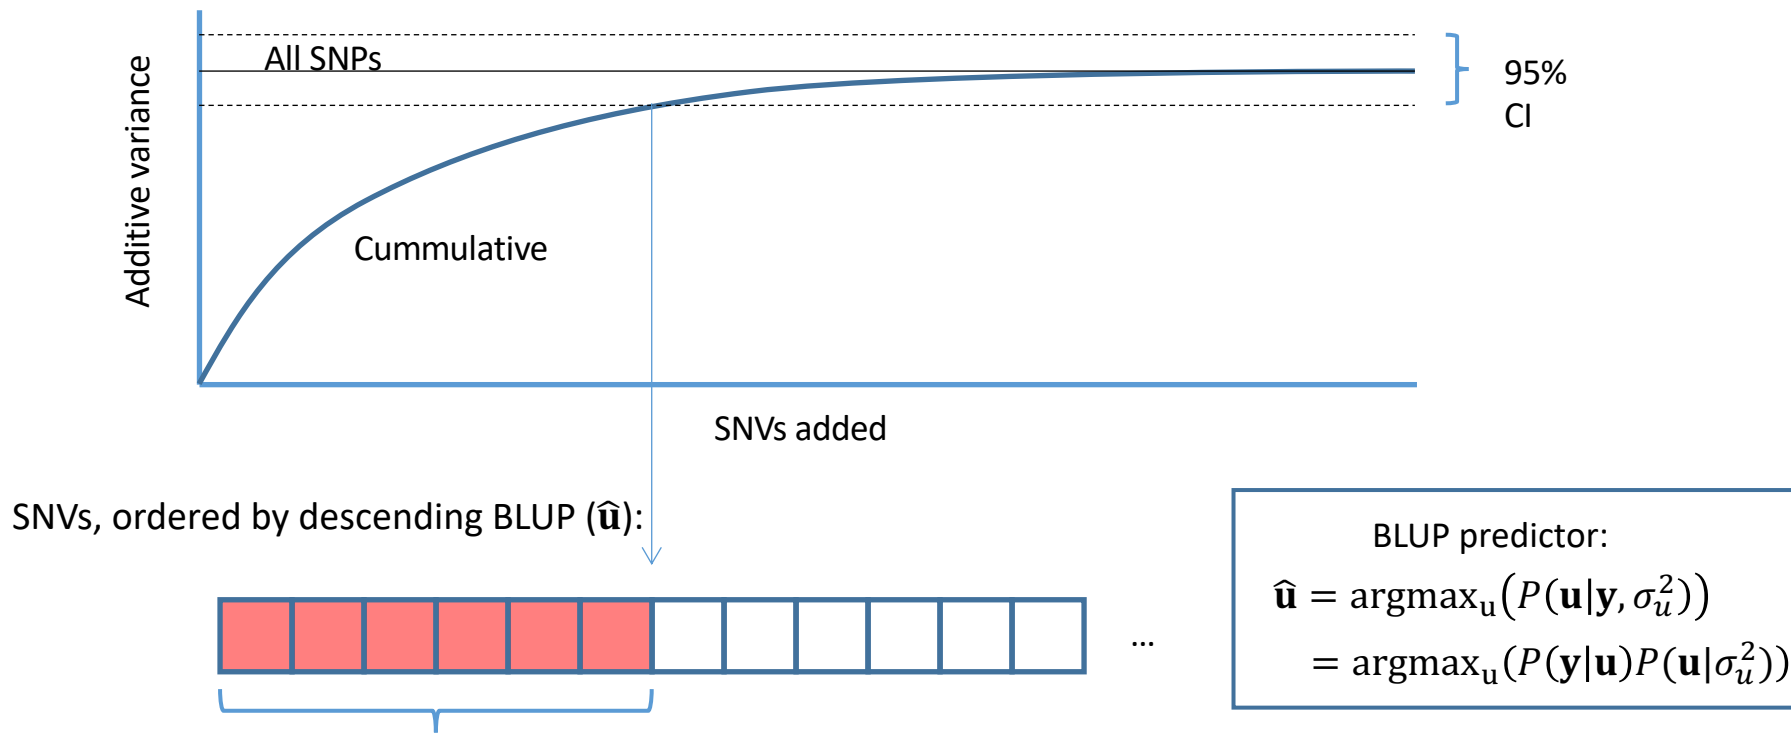 All SNPs
95%
CI
Additive variance
Cummulative
SNVs added
SNVs, ordered by descending BLUP (𝐮̂):
...
BLUP predictor:
𝐮̂ = argmax_u(P(𝐮|𝐲, σ_u^2))
= argmax_u(P(𝐲|𝐮)P(𝐮|σ_u^2))